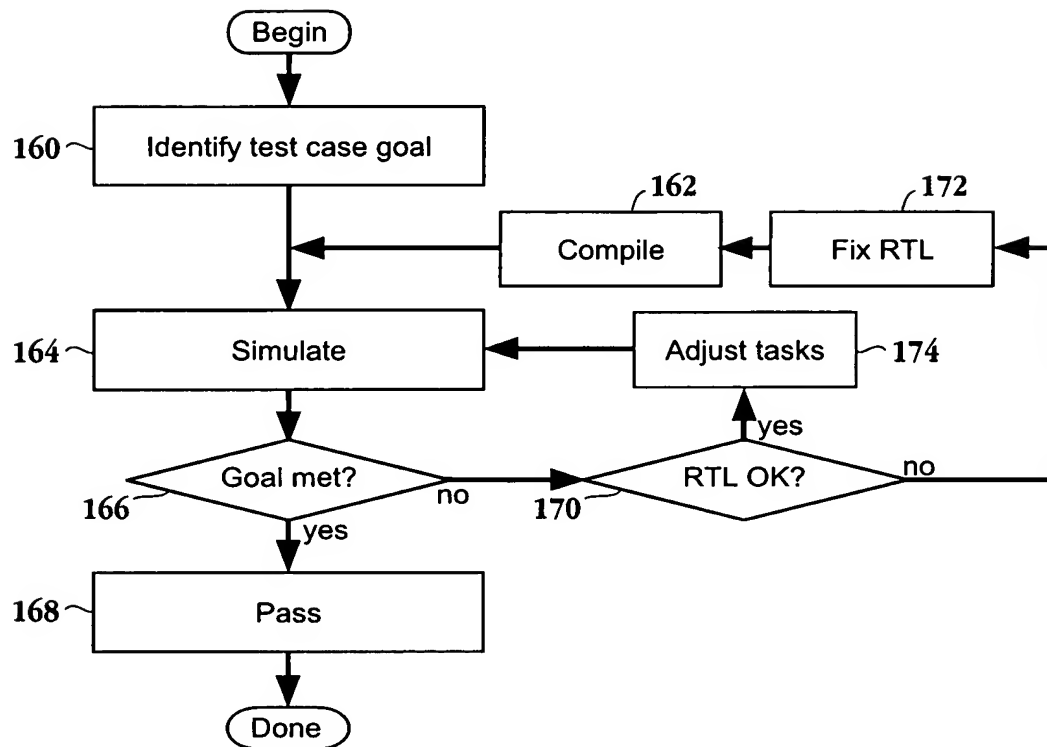 Begin
160
Identify test case goal
162
172
Compile
Fix RTL
164
Simulate
Adjust tasks
174
yes
Goal met?
no
RTL OK?
no
166
170
yes
168
Pass
Done